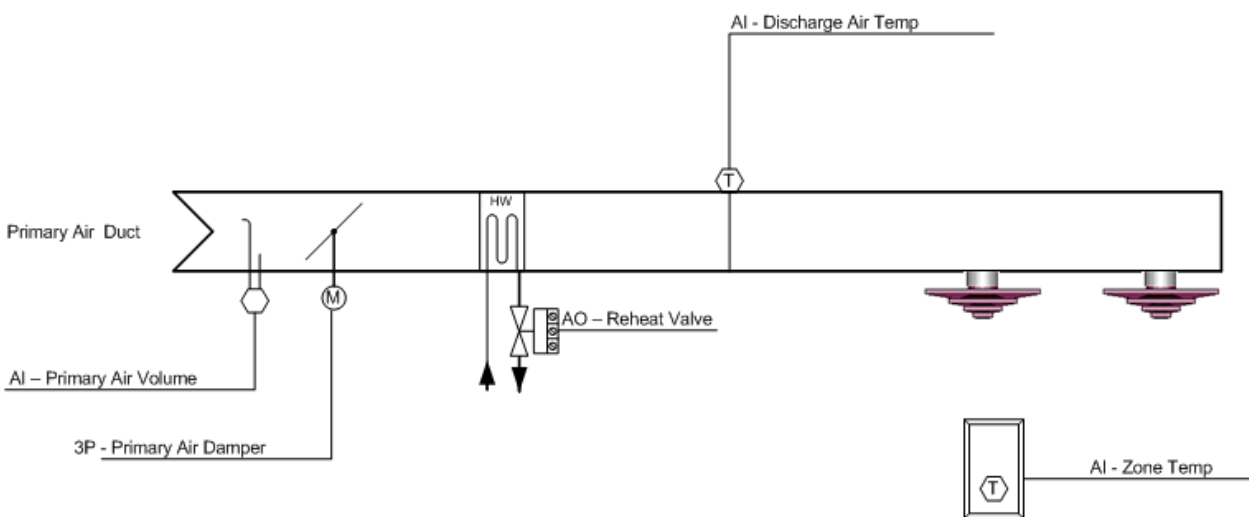 AI - Discharge Air Temp
T
HW
Primary Air Duct
M
AO – Reheat Valve
AI – Primary Air Volume
3P - Primary Air Damper
AI - Zone Temp
T